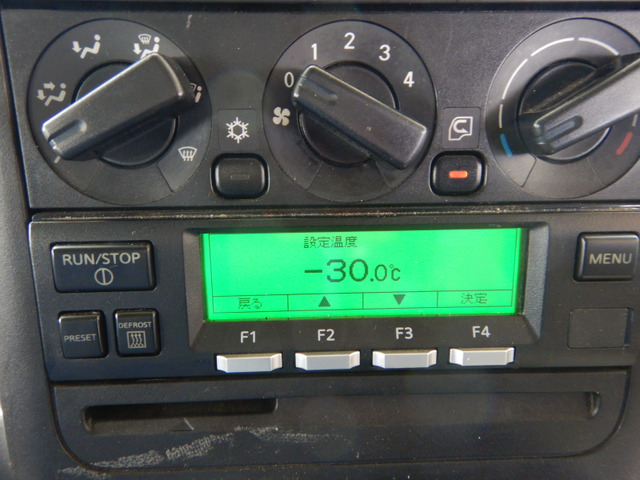 0 1 2 3 4
RUN/STOP
設定温度
-30.0℃
戻る ▲ ▼ 決定
MENU
PRESET
DEFROST
F1 F2 F3 F4